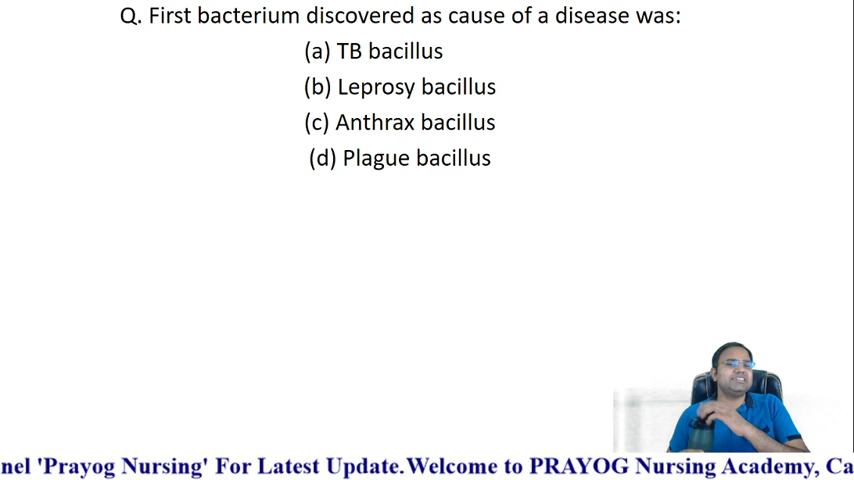 Q. First bacterium discovered as cause of a disease was:
(a) TB bacillus
(b) Leprosy bacillus
(c) Anthrax bacillus
(d) Plague bacillus
nel 'Prayog Nursing' For Latest Update.Welcome to PRAYOG Nursing Academy, Ca